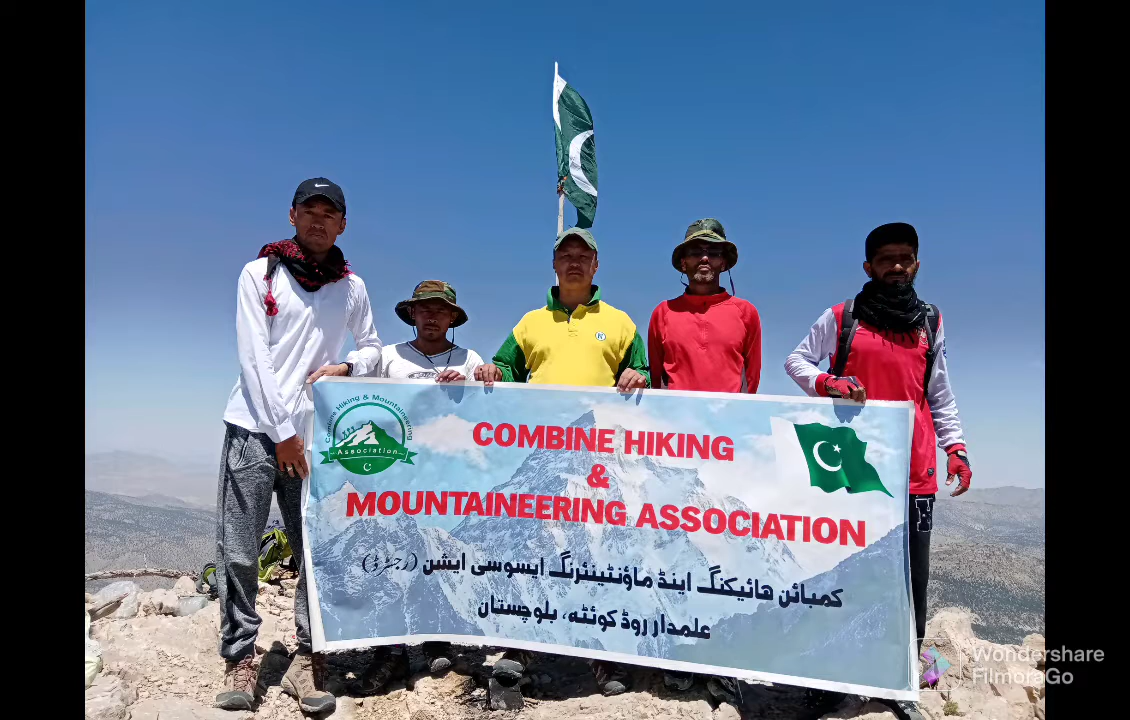 Combine Hiking & Mountaineering
Association
COMBINE HIKING
&
MOUNTAINEERING ASSOCIATION
کمبائن ھائیکنگ اینڈ ماؤنٹینئرنگ ایسوسی ایشن (رجسٹرڈ)
علمدار روڈ کوئٹہ، بلوچستان
Wondershare
FilmoraGo